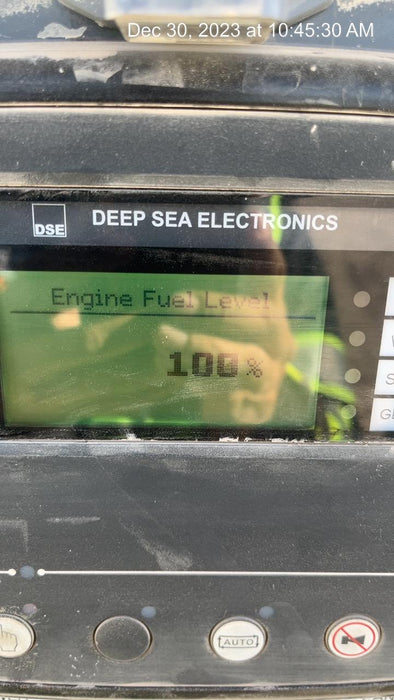 Dec 30, 2023 at 10:45:30 AM
DSE
DEEP SEA ELECTRONICS
Engine Fuel Level
100%
AUTO